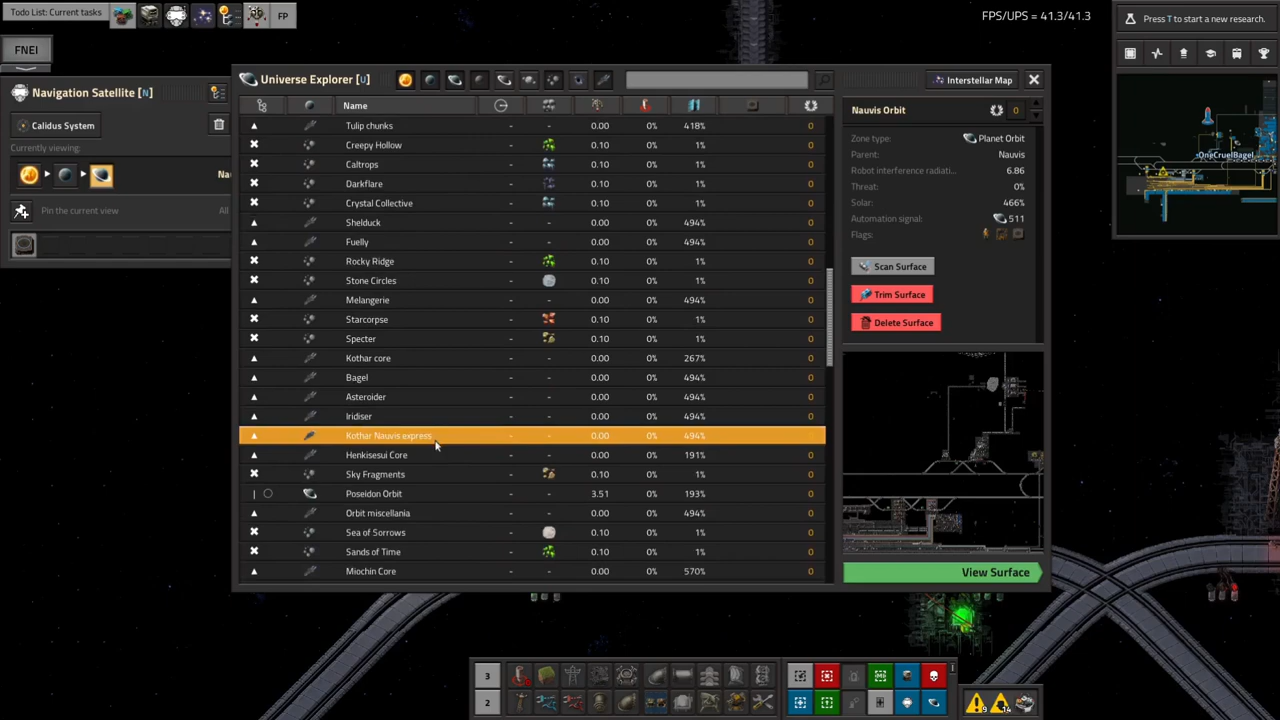 Todo List: Current tasks
FP
FPS/UPS = 41.3/41.3
Press T to start a new research.
FNEI
Universe Explorer [U]
Interstellar Map
Navigation Satellite [N]
Calidus System
Currently viewing:
Na
Pin the current view
All
Name
Tulip chunks - - 0.00 0% 418% 0
Creepy Hollow - 0.10 0% 1% 0
Caltrops - 0.10 0% 1% 0
Darkflare - 0.10 0% 1% 0
Crystal Collective - 0.10 0% 1% 0
Shelduck - - 0.00 0% 494% 0
Fuelly - - 0.00 0% 494% 0
Rocky Ridge - 0.10 0% 1% 0
Stone Circles - 0.10 0% 1% 0
Melangerie - - 0.00 0% 494% 0
Starcorpse - 0.10 0% 1% 0
Specter - 0.10 0% 1% 0
Kothar core - - 0.00 0% 267% 0
Bagel - - 0.00 0% 494% 0
Asteroider - - 0.00 0% 494% 0
Iridiser - - 0.00 0% 494% 0
Kothar Nauvis express - - 0.00 0% 494% 0
Henkisesui Core - - 0.00 0% 191% 0
Sky Fragments - 0.10 0% 1% 0
Poseidon Orbit - - 3.51 0% 193% 0
Orbit miscellania - - 0.00 0% 494% 0
Sea of Sorrows - 0.10 0% 1% 0
Sands of Time - 0.10 0% 1% 0
Miochin Core - - 0.00 0% 570% 0
Nauvis Orbit 0
Zone type: Planet Orbit
Parent: Nauvis
Robot interference radiati... 6.86
Threat: 0%
Solar: 466%
Automation signal: 511
Flags:
Scan Surface
Trim Surface
Delete Surface
View Surface
OneCruelBagel
3
2